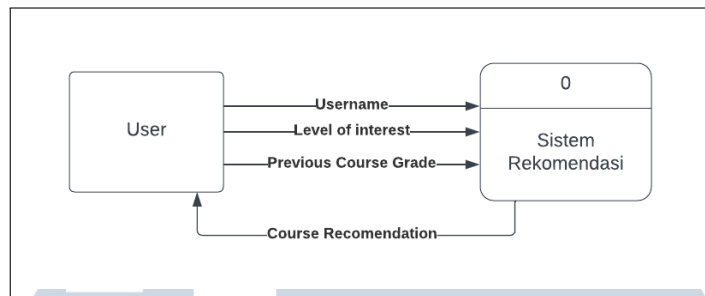 0
Username
User
Level of interest
Sistem
Rekomendasi
Previous Course Grade
Course Recomendation